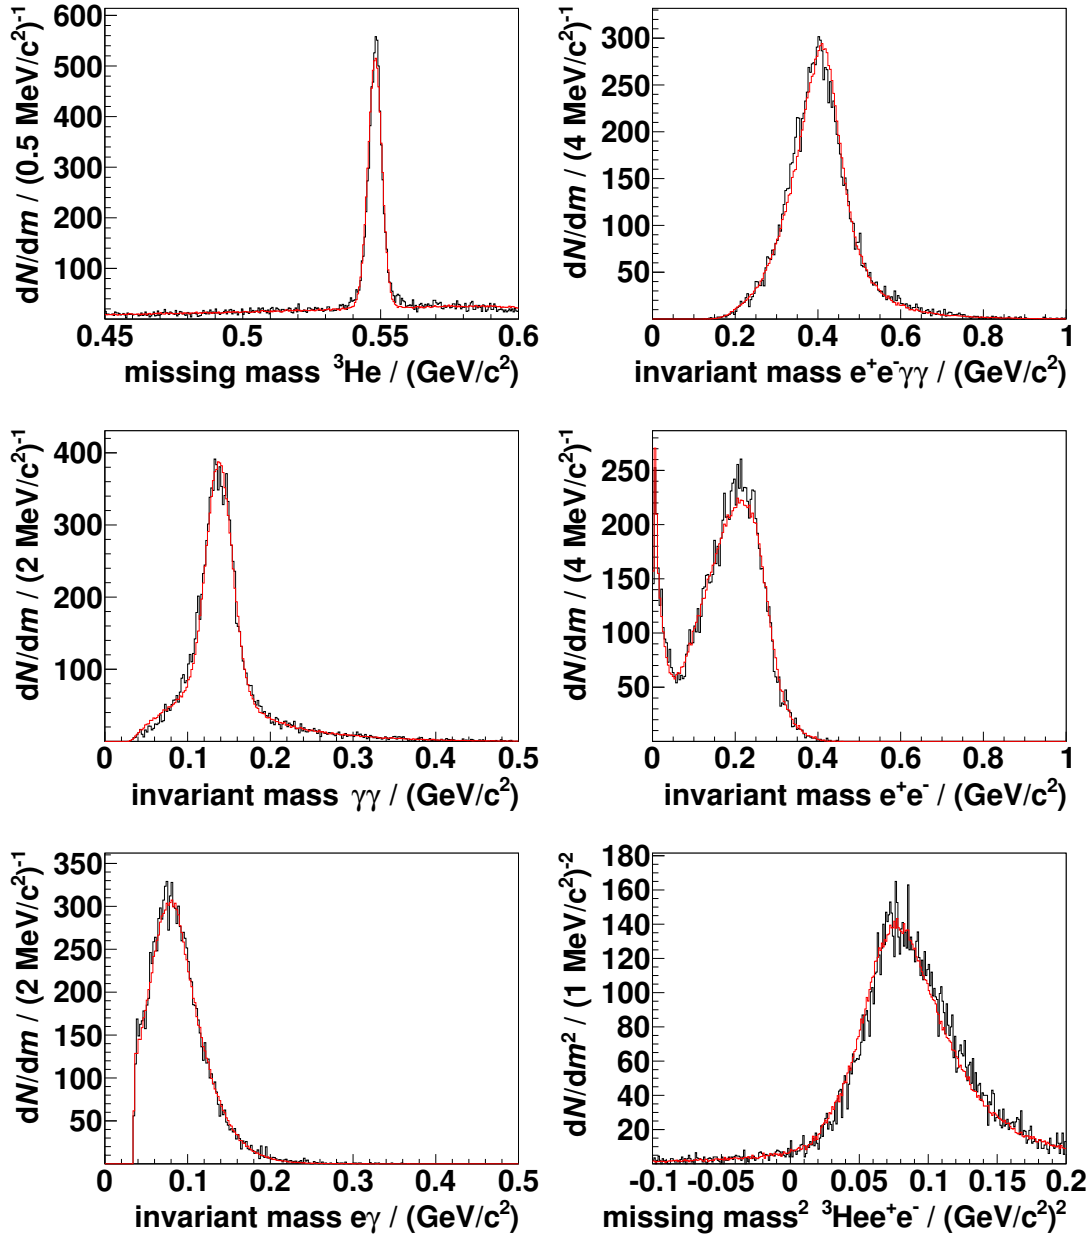 dN/dm / (0.5 MeV/c²)⁻¹
600
500
400
300
200
100
0.45 0.5 0.55 0.6
missing mass ³He / (GeV/c²)
dN/dm / (4 MeV/c²)⁻¹
300
250
200
150
100
50
0 0.2 0.4 0.6 0.8 1
invariant mass e⁺e⁻γγ / (GeV/c²)
dN/dm / (2 MeV/c²)⁻¹
400
300
200
100
0 0.1 0.2 0.3 0.4 0.5
invariant mass γγ / (GeV/c²)
dN/dm / (4 MeV/c²)⁻¹
250
200
150
100
50
0 0.2 0.4 0.6 0.8 1
invariant mass e⁺e⁻ / (GeV/c²)
dN/dm / (2 MeV/c²)⁻¹
350
300
250
200
150
100
50
0 0.1 0.2 0.3 0.4 0.5
invariant mass eγ / (GeV/c²)
dN/dm² / (1 MeV/c²)⁻²
180
160
140
120
100
80
60
40
20
-0.1 -0.05 0 0.05 0.1 0.15 0.2
missing mass² ³Hee⁺e⁻ / (GeV/c²)²